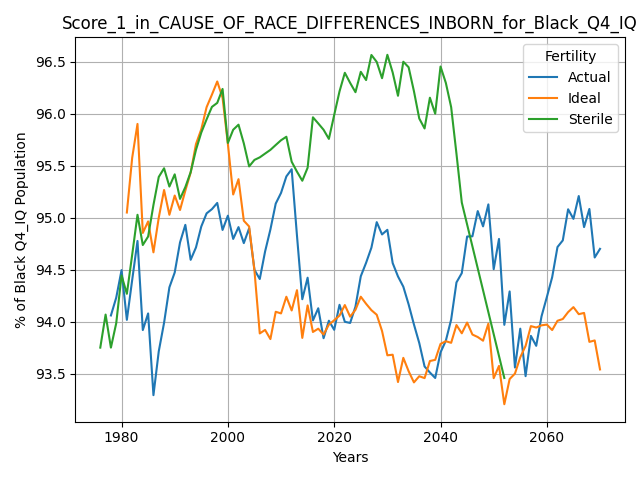 Score_1_in_CAUSE_OF_RACE_DIFFERENCES_INBORN_for_Black_Q4_IQ
Fertility
Actual
Ideal
Sterile
% of Black Q4_IQ Population
96.5
96.0
95.5
95.0
94.5
94.0
93.5
1980 2000 2020 2040 2060
Years